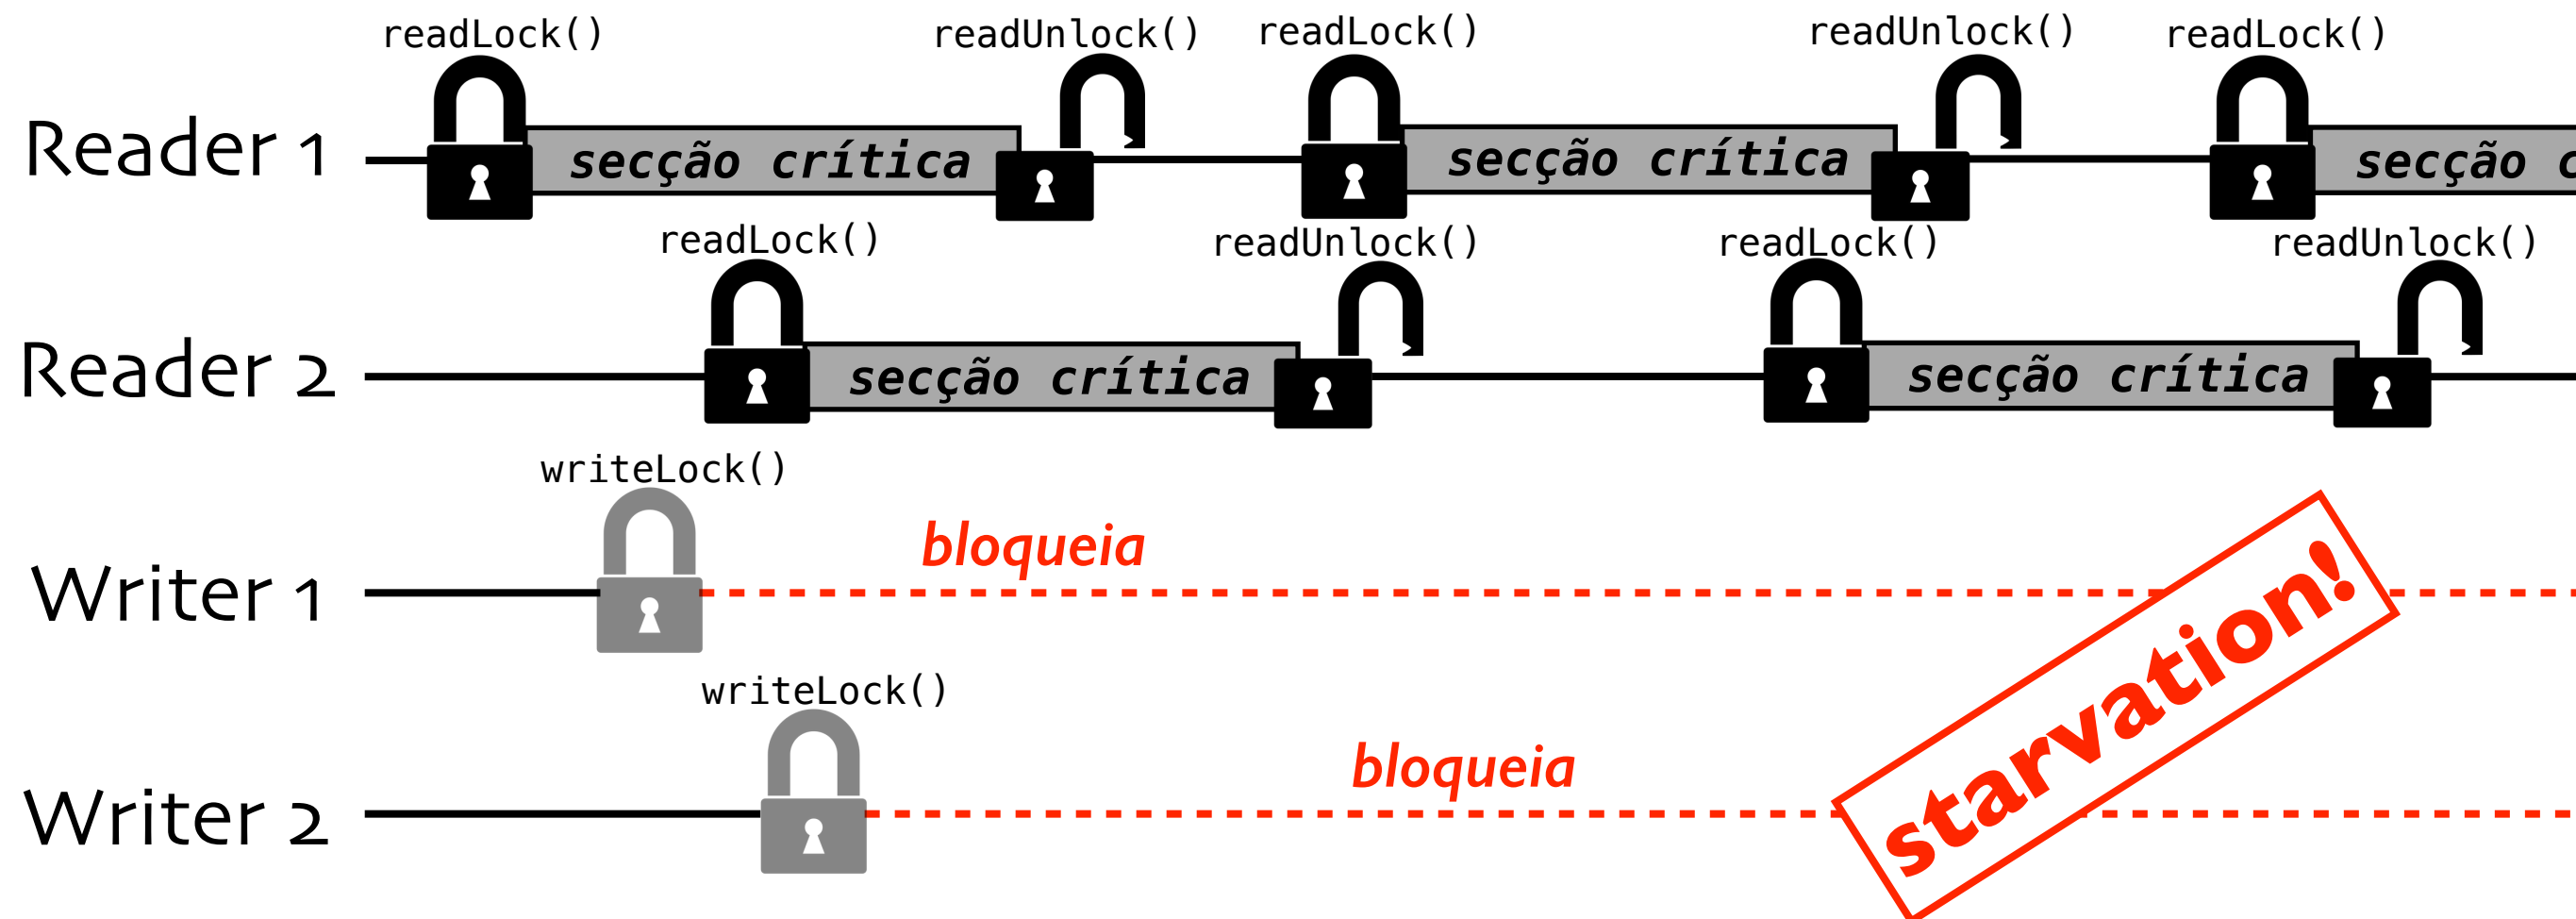 readLock() readUnlock() readLock() readUnlock() readLock()
Reader 1 secção crítica secção crítica secção c
readLock() readUnlock() readLock() readUnlock()
Reader 2 secção crítica secção crítica
writeLock()
bloqueia
Writer 1
writeLock()
bloqueia
Writer 2
starvation!